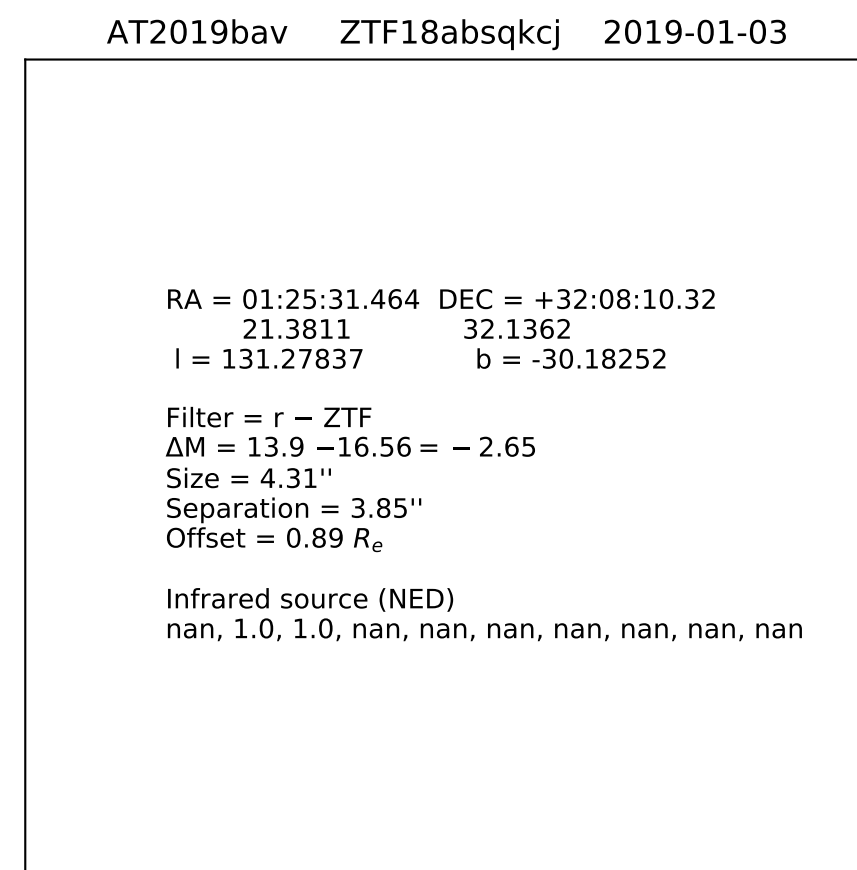 AT2019bav ZTF18absqkcj 2019-01-03
RA = 01:25:31.464 DEC = +32:08:10.32
21.3811 32.1362
l = 131.27837 b = -30.18252
Filter = r − ZTF
ΔM = 13.9 −16.56 = − 2.65
Size = 4.31''
Separation = 3.85''
Offset = 0.89 Re
Infrared source (NED)
nan, 1.0, 1.0, nan, nan, nan, nan, nan, nan, nan